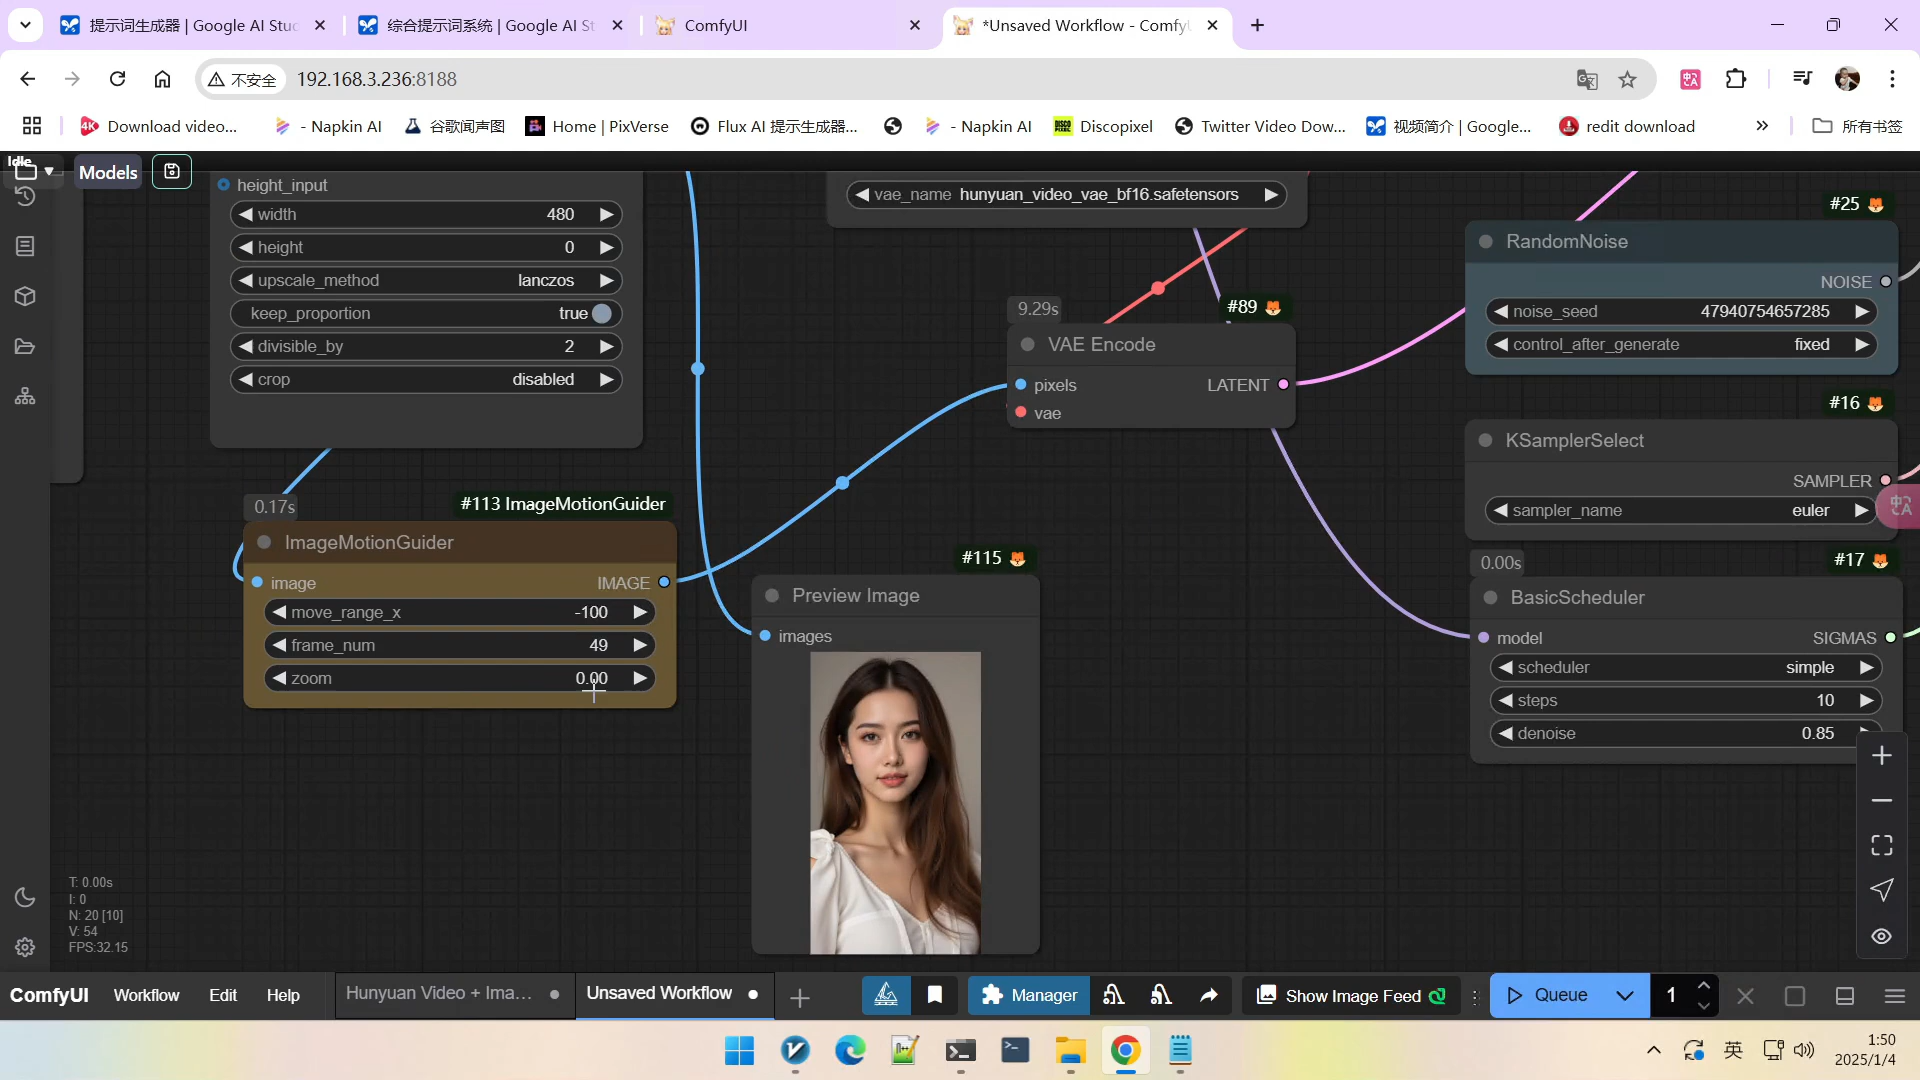 提示词生成器 | Google AI Stu
综合提示词系统 | Google AI St
ComfyUI
*Unsaved Workflow - ComfyU
不安全
192.168.3.236:8188
Download video...
- Napkin AI
谷歌闻声图
Home | PixVerse
Flux AI 提示生成器...
- Napkin AI
Discopixel
Twitter Video Dow...
视频简介 | Google...
redit download
所有书签
Idle
Models
height_input
width 480
height 0
upscale_method lanczos
keep_proportion true
divisible_by 2
crop disabled
vae_name hunyuan_video_vae_bf16.safetensors
9.29s
#89
VAE Encode
pixels LATENT
vae
#25
RandomNoise
NOISE
noise_seed 47940754657285
control_after_generate fixed
#16
KSamplerSelect
SAMPLER
sampler_name euler
0.17s
#113 ImageMotionGuider
ImageMotionGuider
image IMAGE
move_range_x -100
frame_num 49
zoom 0.00
#115
Preview Image
images
0.00s
#17
BasicScheduler
model SIGMAS
scheduler simple
steps 10
denoise 0.85
T: 0.00s
I: 0
N: 20 [10]
V: 54
FPS:32.15
ComfyUI
Workflow
Edit
Help
Hunyuan Video + Ima...
Unsaved Workflow
Manager
Show Image Feed
Queue
1
英
1:50
2025/1/4